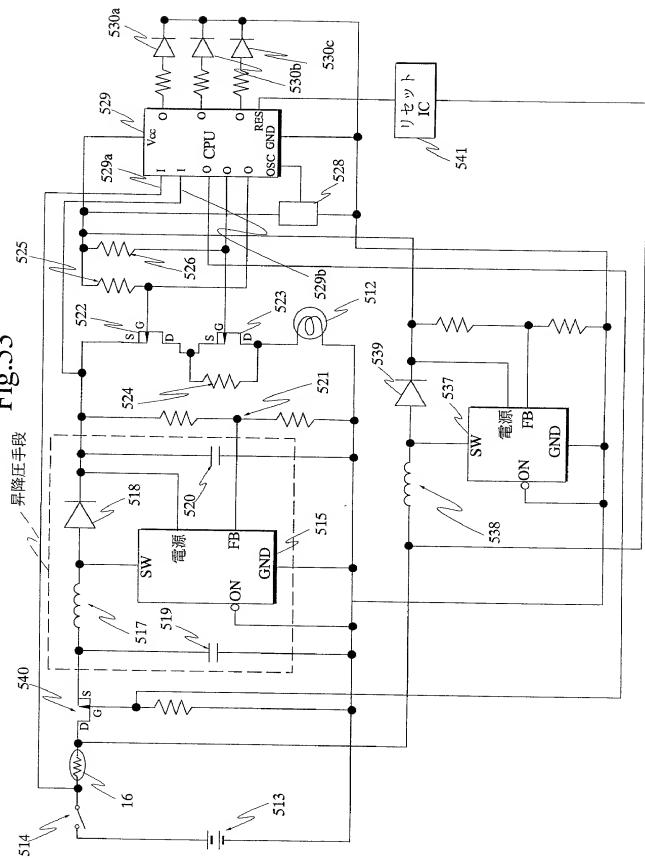 Fig.53
昇降圧手段
514
16
540
D
S
G
513
517
518
519
520
SW
電源
FB
ON
GND
515
521
522
S
G
D
523
S
G
D
524
525
526
512
529
529a
529b
Vcc
I
I
O
O
O
CPU
O
O
O
RES
OSC
GND
528
530a
530b
530c
リセット
IC
541
539
537
538
SW
電源
FB
ON
GND